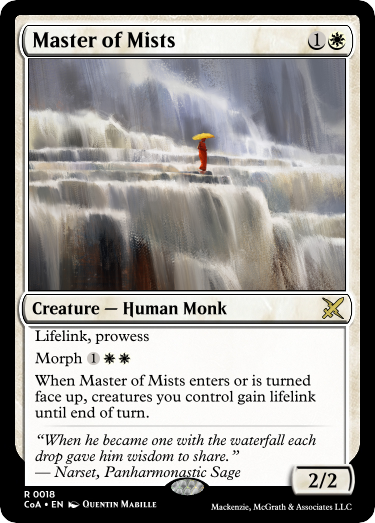 Master of Mists 1
Creature — Human Monk
Lifelink, prowess
Morph 1
When Master of Mists enters or is turned
face up, creatures you control gain lifelink
until end of turn.
“When he became one with the waterfall each
drop gave him wisdom to share.”
— Narset, Panharmonastic Sage
2/2
R 0018
CoA • EN Quentin Mabille
Mackenzie, McGrath & Associates LLC